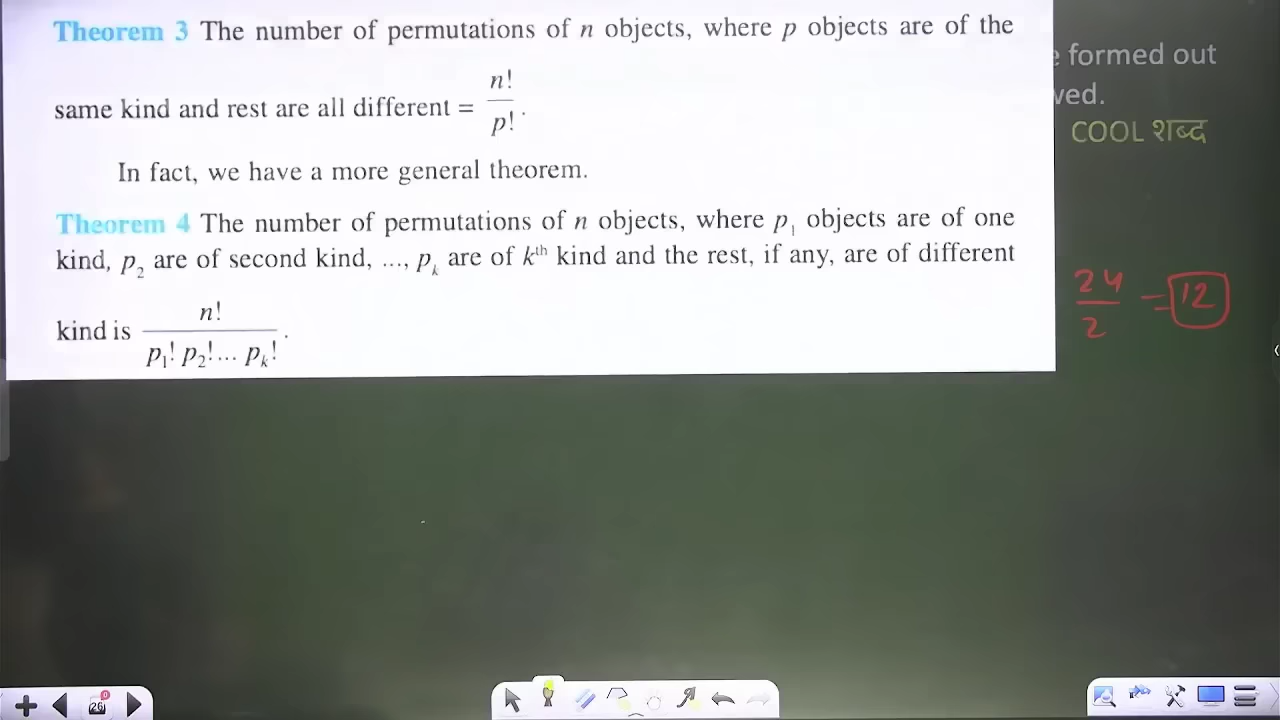 Theorem 3 The number of permutations of n objects, where p objects are of the
same kind and rest are all different = n!/p!.
In fact, we have a more general theorem.
Theorem 4 The number of permutations of n objects, where p₁ objects are of one
kind, p₂ are of second kind, ..., pₖ are of kᵗʰ kind and the rest, if any, are of different
kind is n!/(p₁! p₂!... pₖ!).
formed out
COOL शब्द
24/2 = 12
26
0